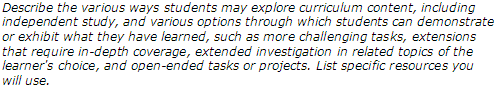 Describe the various ways students may explore curriculum content, including
independent study, and various options through which students can demonstrate
or exhibit what they have learned, such as more challenging tasks, extensions
that require in-depth coverage, extended investigation in related topics of the
learner's choice, and open-ended tasks or projects. List specific resources you
will use.